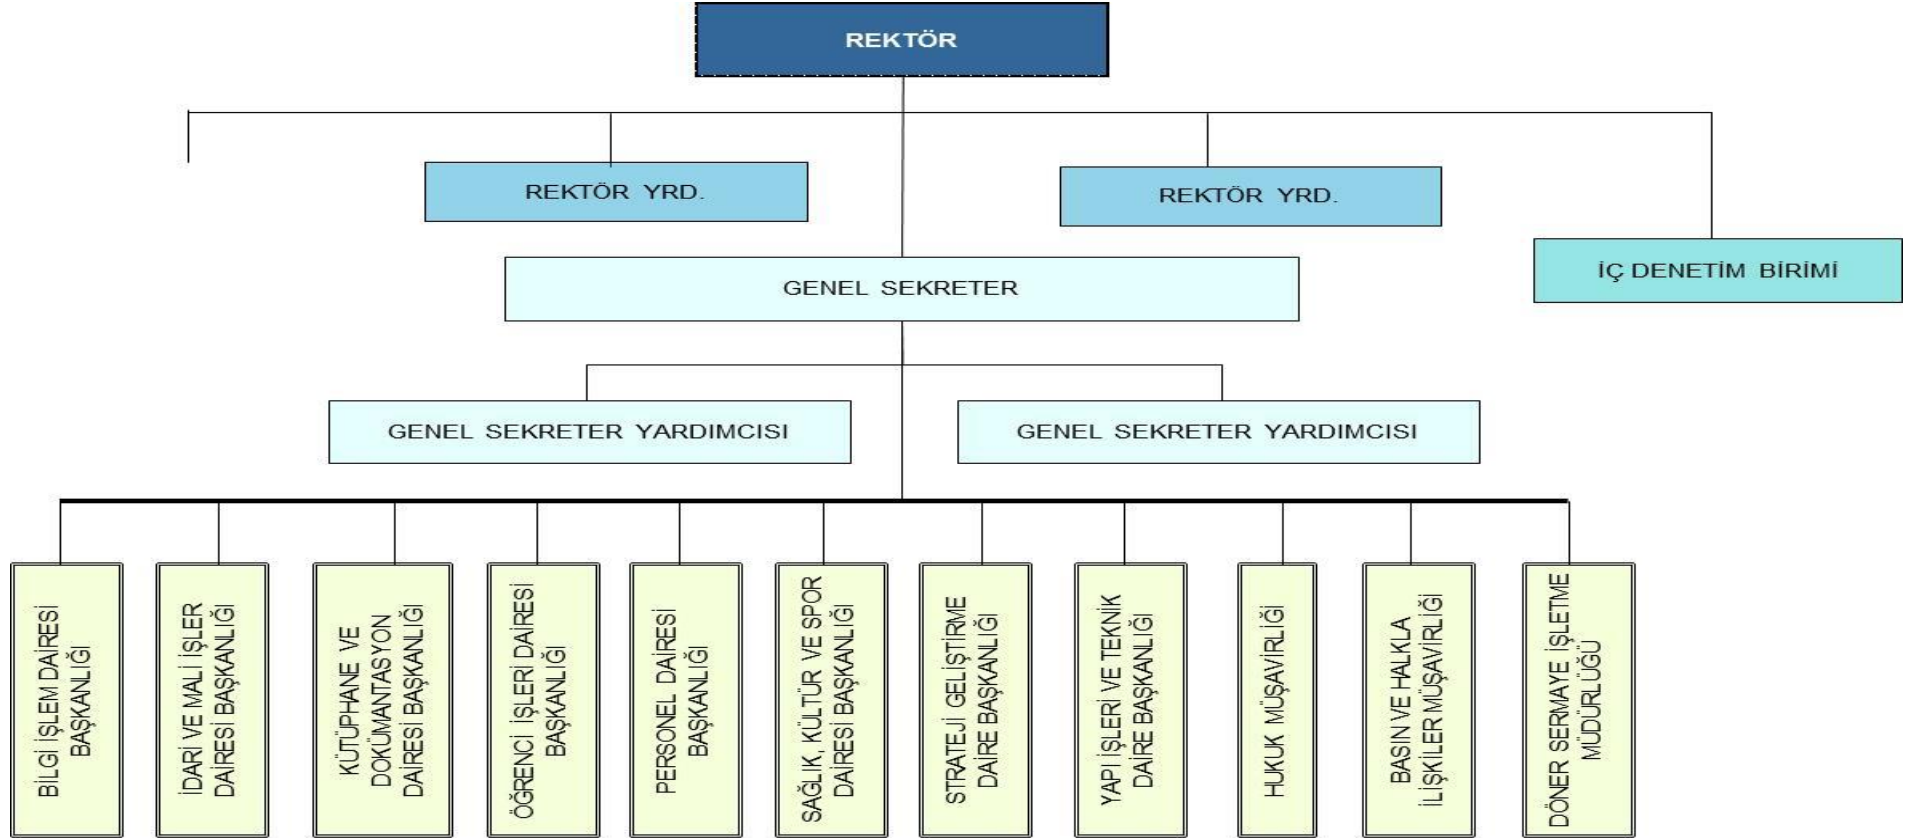 REKTÖR
REKTÖR YRD.
REKTÖR YRD.
İÇ DENETİM BİRİMİ
GENEL SEKRETER
GENEL SEKRETER YARDIMCISI
GENEL SEKRETER YARDIMCISI
BİLGİ İŞLEM DAİRESİ
BAŞKANLIĞI
İDARİ VE MALİ İŞLER
DAİRESİ BAŞKANLIĞI
KÜTÜPHANE VE
DOKÜMANTASYON
DAİRESİ BAŞKANLIĞI
ÖĞRENCİ İŞLERİ DAİRESİ
BAŞKANLIĞI
PERSONEL DAİRESİ
BAŞKANLIĞI
SAĞLIK, KÜLTÜR VE SPOR
DAİRESİ BAŞKANLIĞI
STRATEJİ GELİŞTİRME
DAİRE BAŞKANLIĞI
YAPI İŞLERİ VE TEKNİK
DAİRE BAŞKANLIĞI
HUKUK MÜŞAVİRLİĞİ
BASIN VE HALKLA
İLİŞKİLER MÜŞAVİRLİĞİ
DÖNER SERMAYE İŞLETME
MÜDÜRLÜĞÜ